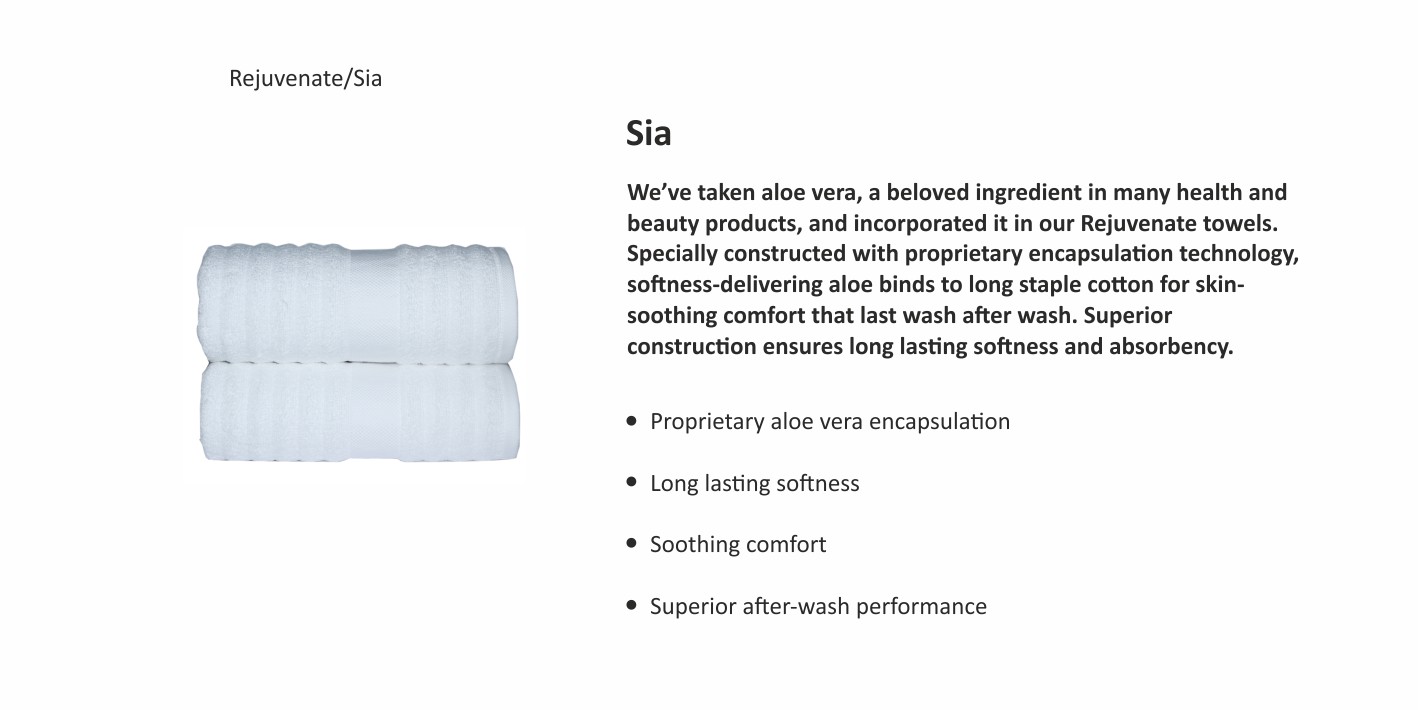 Rejuvenate/Sia
Sia
We’ve taken aloe vera, a beloved ingredient in many health and
beauty products, and incorporated it in our Rejuvenate towels.
Specially constructed with proprietary encapsulation technology,
softness-delivering aloe binds to long staple cotton for skin-
soothing comfort that last wash after wash. Superior
construction ensures long lasting softness and absorbency.
• Proprietary aloe vera encapsulation
• Long lasting softness
• Soothing comfort
• Superior after-wash performance